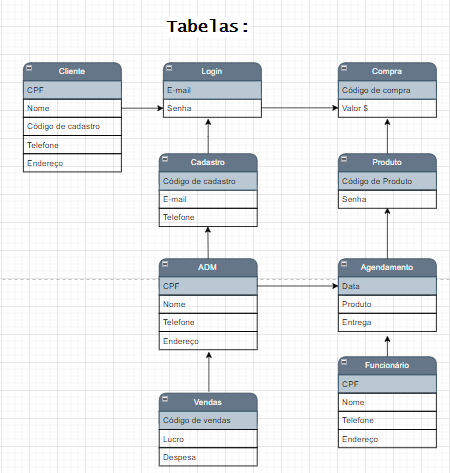 Tabelas:
Cliente
CPF
Nome
Código de cadastro
Telefone
Endereço
Login
E-mail
Senha
Compra
Código de compra
Valor $
Cadastro
Código de cadastro
E-mail
Telefone
Produto
Código de Produto
Senha
ADM
CPF
Nome
Telefone
Endereço
Agendamento
Data
Produto
Entrega
Vendas
Código de vendas
Lucro
Despesa
Funcionário
CPF
Nome
Telefone
Endereço